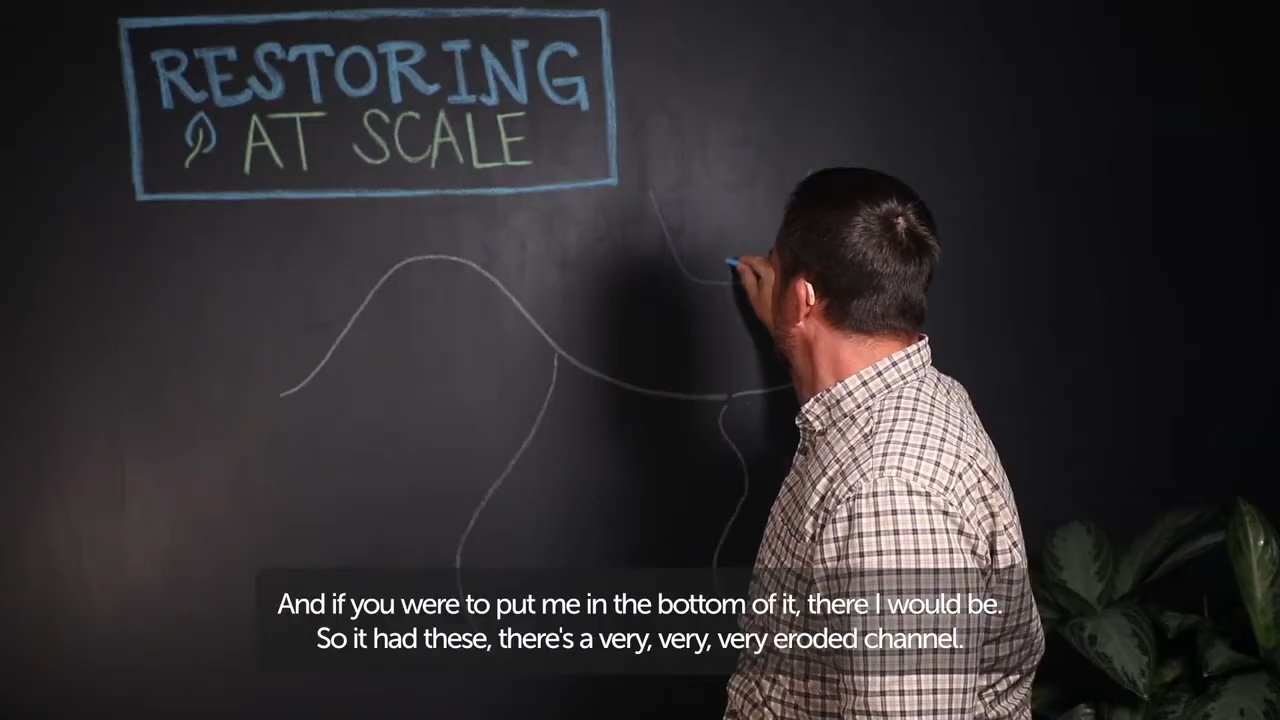 RESTORING
AT SCALE
And if you were to put me in the bottom of it, there I would be.
So it had these, there's a very, very, very eroded channel.